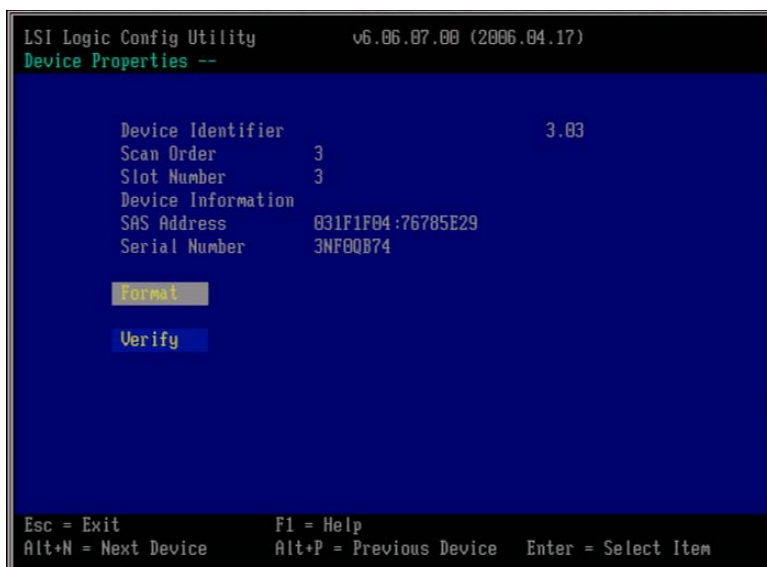 LSI Logic Config Utility v6.06.07.00 (2006.04.17)
Device Properties --
Device Identifier 3.03
Scan Order 3
Slot Number 3
Device Information
SAS Address 031F1F04:76785E29
Serial Number 3NF0QB74
Format
Verify
Esc = Exit F1 = Help
Alt+N = Next Device Alt+P = Previous Device Enter = Select Item